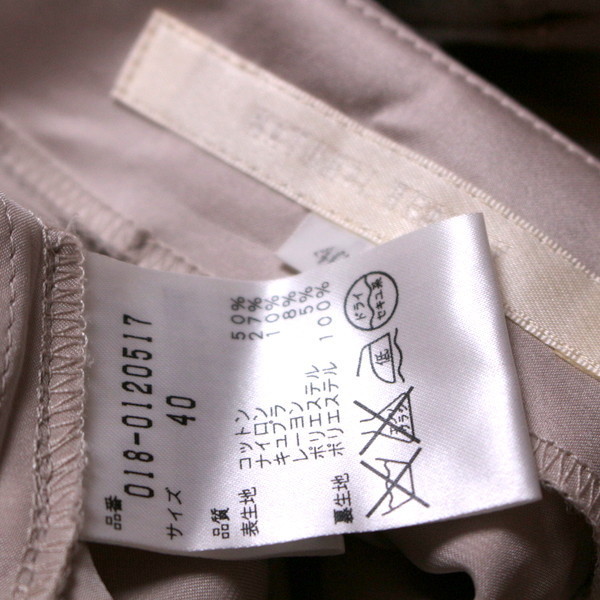 品番 018-0120517
サイズ 40
品質
表生地 コットン 50%
ナイロン 27%
キュプラ 10%
レーヨン 8%
ポリエステル 5%
裏生地 ポリエステル 100%
ドライ
セキユ系
低